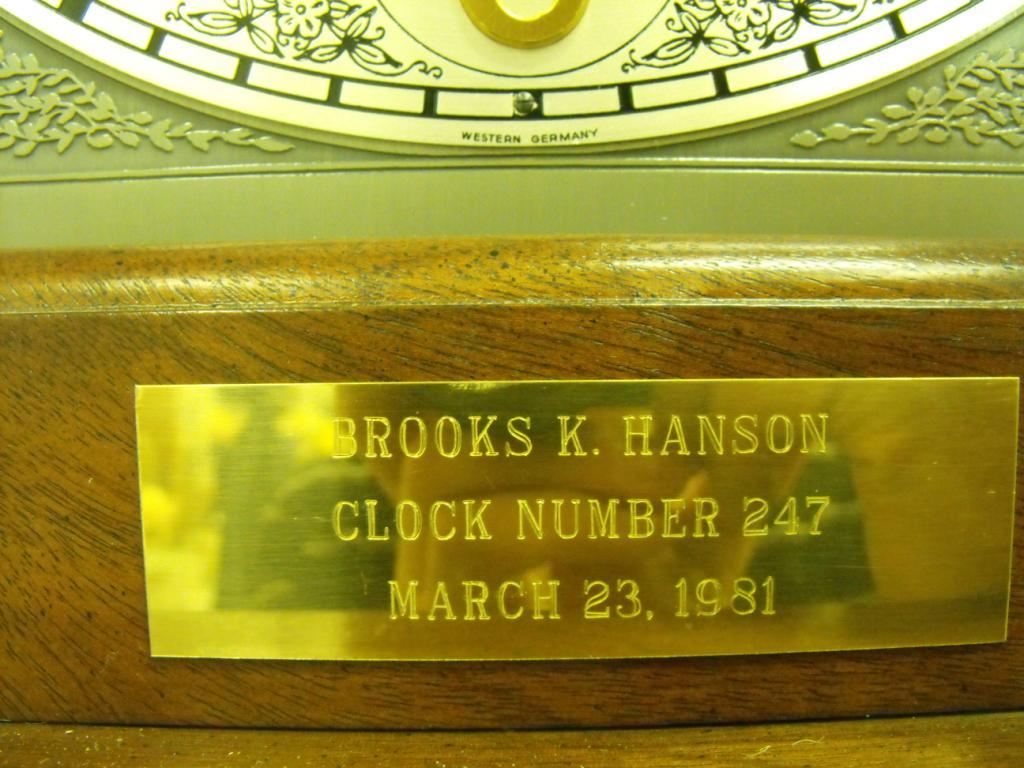 WESTERN GERMANY
BROOKS K. HANSON
CLOCK NUMBER 247
MARCH 23, 1981